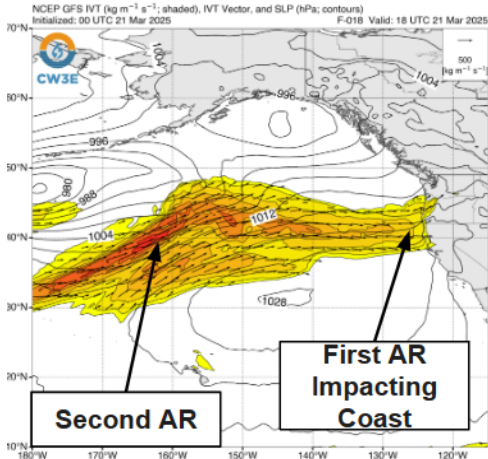 NCEP GFS IVT (kg m⁻¹ s⁻¹; shaded), IVT Vector, and SLP (hPa; contours)
Initialized: 00 UTC 21 Mar 2025 F-018 Valid: 18 UTC 21 Mar 2025
CW3E
500
[kg m⁻¹ s⁻¹]
1004
1004
996
996
980
988
1004
1012
1028
60°N
50°N
40°N
30°N
20°N
10°N
Second AR
First AR
Impacting
Coast
180°W 170°W 160°W 150°W 140°W 130°W 120°W